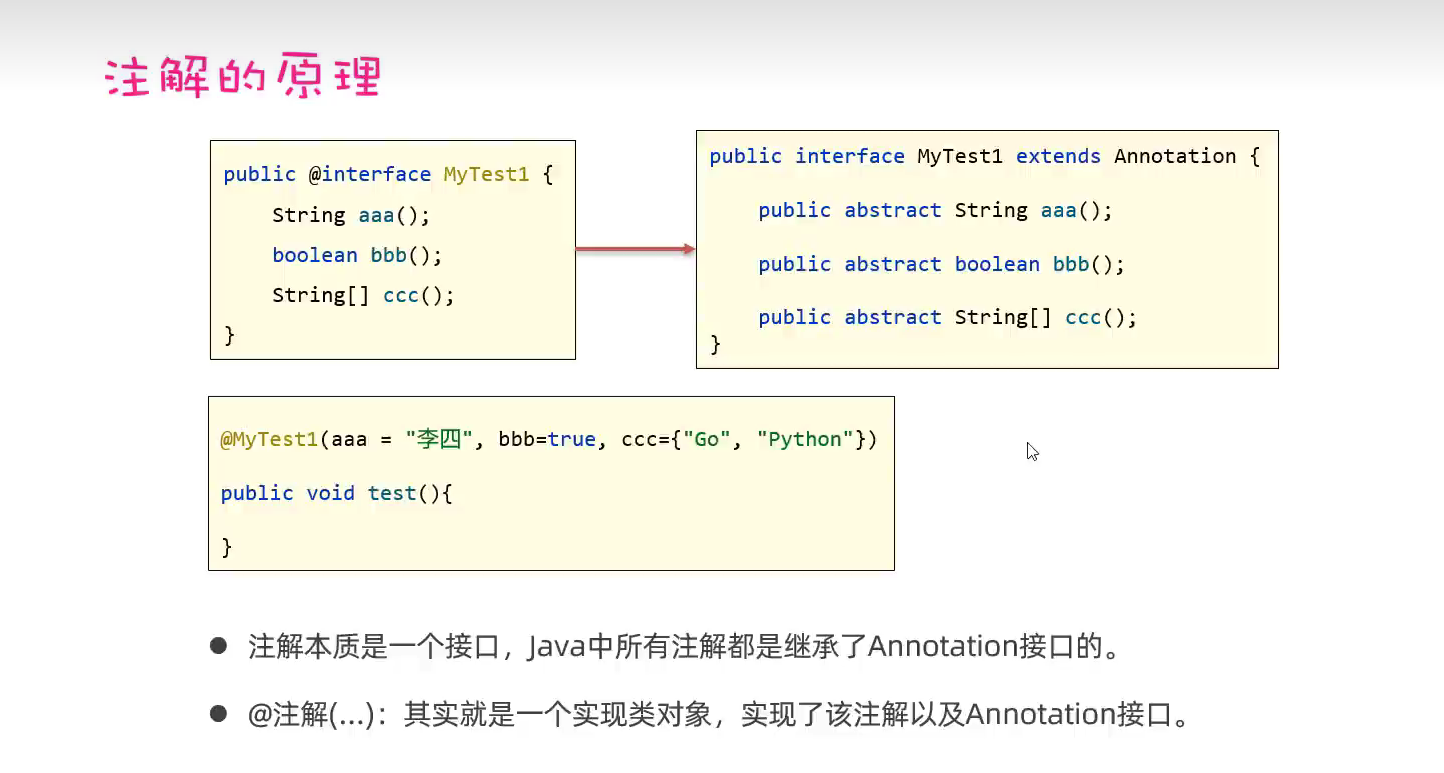 注解的原理
public @interface MyTest1 {
    String aaa();
    boolean bbb();
    String[] ccc();
}
public interface MyTest1 extends Annotation {
    public abstract String aaa();
    public abstract boolean bbb();
    public abstract String[] ccc();
}
@MyTest1(aaa = "李四", bbb=true, ccc={"Go", "Python"})
public void test(){
}
● 注解本质是一个接口，Java中所有注解都是继承了Annotation接口的。
● @注解(...)：其实就是一个实现类对象，实现了该注解以及Annotation接口。